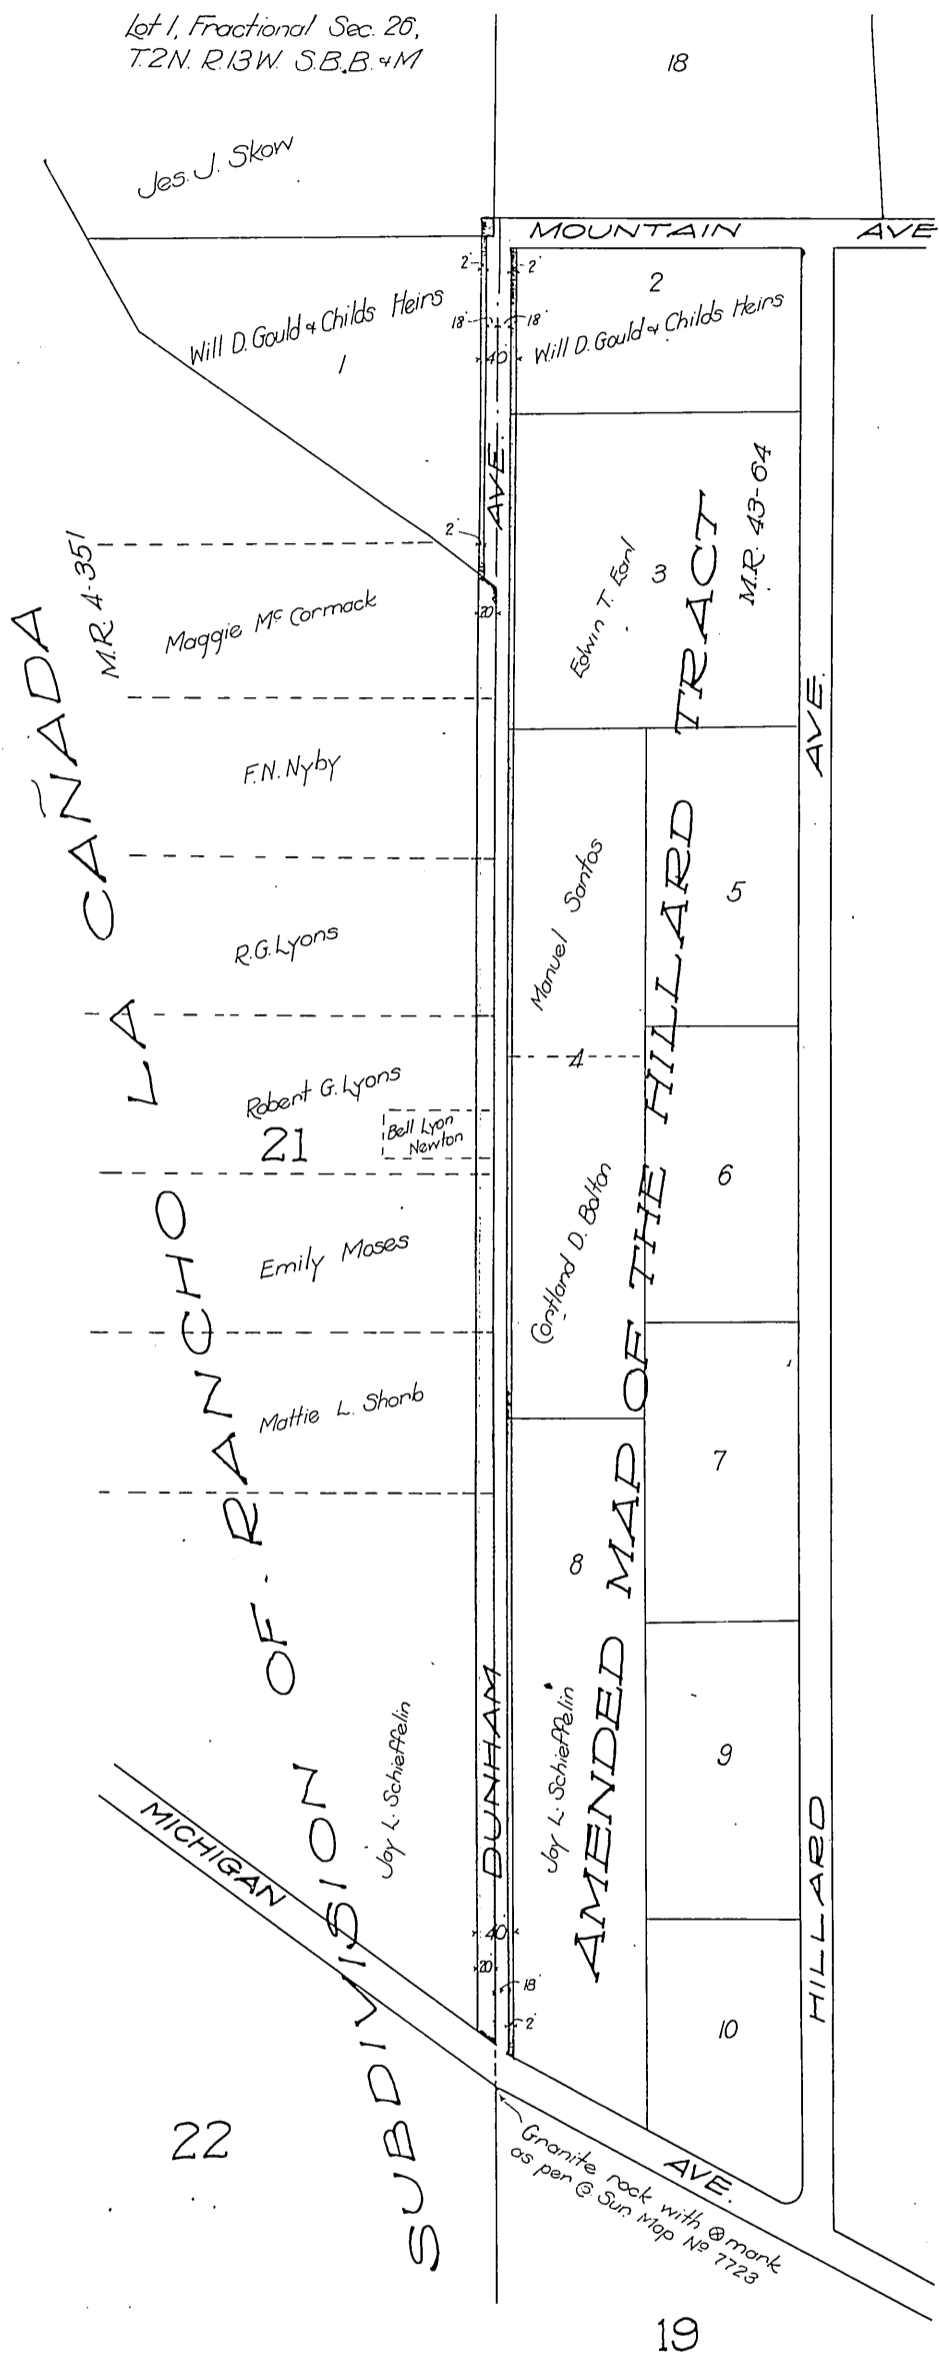 Lot 1, Fractional Sec. 26,
T.2N. R.13W. S.B.B. & M
18
Jes. J. Skow
MOUNTAIN AVE
2'
2'
2
Will D. Gould & Childs Heirs
1
18'
18'
40
Will D. Gould & Childs Heirs
AVE.
2'
M.R. 43-64
3
Edwin T. Earl
20
M.R. 4-351
Maggie Mc Cormack
F.N. Nyby
AVE.
Manuel Santos
5
R.G. Lyons
4
Robert G. Lyons
21
Bell Lyon
Newton
6
Cortland D. Bolton
Emily Moses
Mattie L. Shorb
7
8
Jay L. Schieffelin
DUNHAM
Jay L. Schieffelin
9
HILLARD
MICHIGAN
40
20
18'
2'
10
SUBDIVISION OF RANCHO LA CAÑADA
AMENDED MAP OF THE HILLARD TRACT
22
AVE.
Granite rock with ⊗ mark
as per C. Sur. Map Nº 7723
19